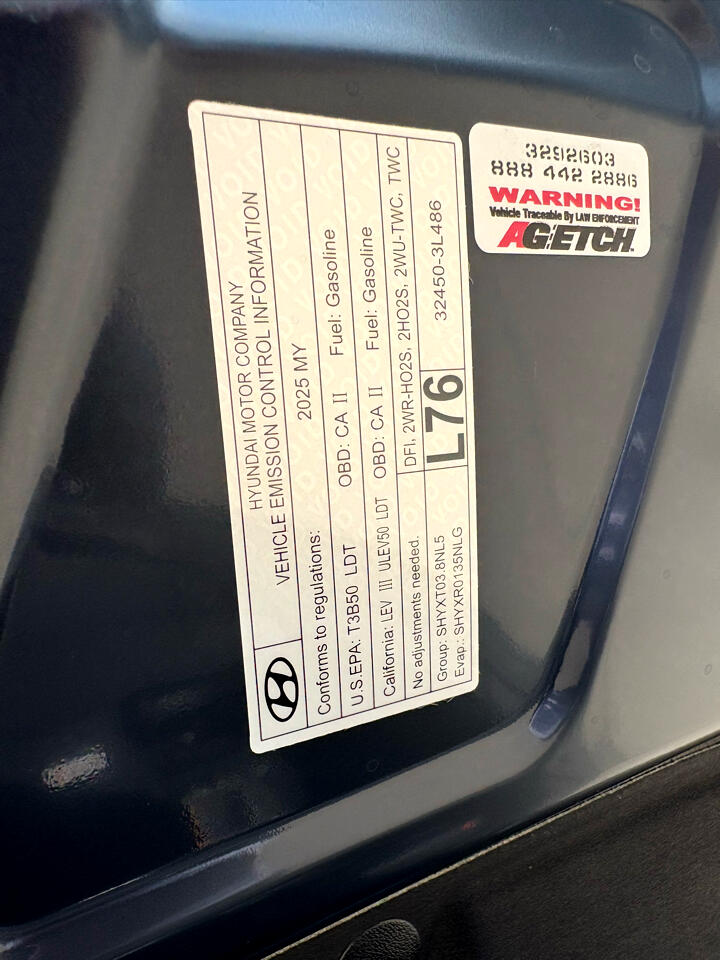 HYUNDAI MOTOR COMPANY
VEHICLE EMISSION CONTROL INFORMATION
Conforms to regulations: 2025 MY
U.S.EPA: T3B50 LDT OBD: CA II Fuel: Gasoline
California: LEV III ULEV50 LDT OBD: CA II Fuel: Gasoline
No adjustments needed. DFI, 2WR-HO2S, 2HO2S, 2WU-TWC, TWC
Group: SHYXT03.8NL5
Evap.: SHYXR0135NLG
L76
32450-3L486
3292603
888 442 2886
WARNING!
Vehicle Traceable By LAW ENFORCEMENT
AGiETCH